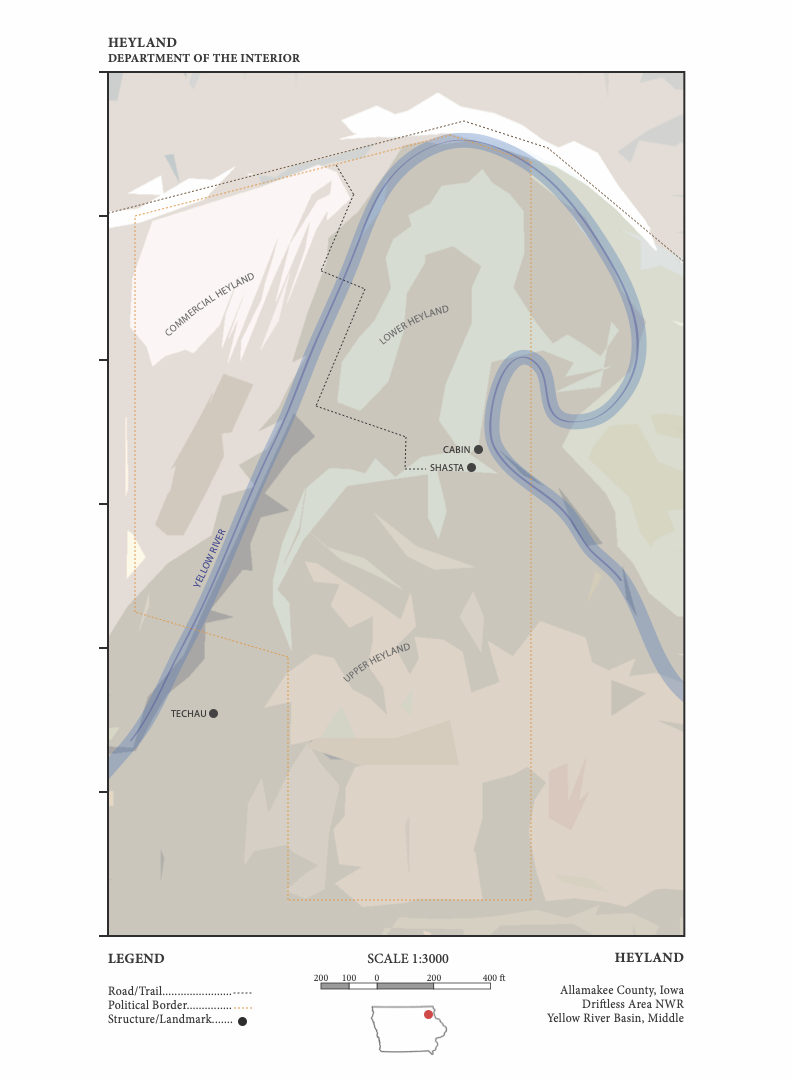 HEYLAND
DEPARTMENT OF THE INTERIOR
COMMERCIAL HEYLAND
LOWER HEYLAND
CABIN
SHASTA
YELLOW RIVER
UPPER HEYLAND
TECHAU
LEGEND
Road/Trail.......................
Political Border...............
Structure/Landmark.......
SCALE 1:3000
200 100 0 200 400 ft
HEYLAND
Allamakee County, Iowa
Driftless Area NWR
Yellow River Basin, Middle